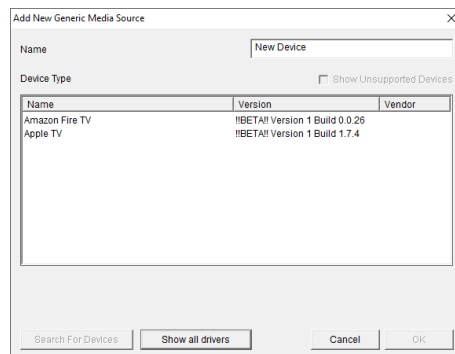 Add New Generic Media Source
Name
New Device
Device Type
Show Unsupported Devices
Name Version Vendor
Amazon Fire TV !!BETA!! Version 1 Build 0.0.26
Apple TV !!BETA!! Version 1 Build 1.7.4
Search For Devices Show all drivers Cancel OK